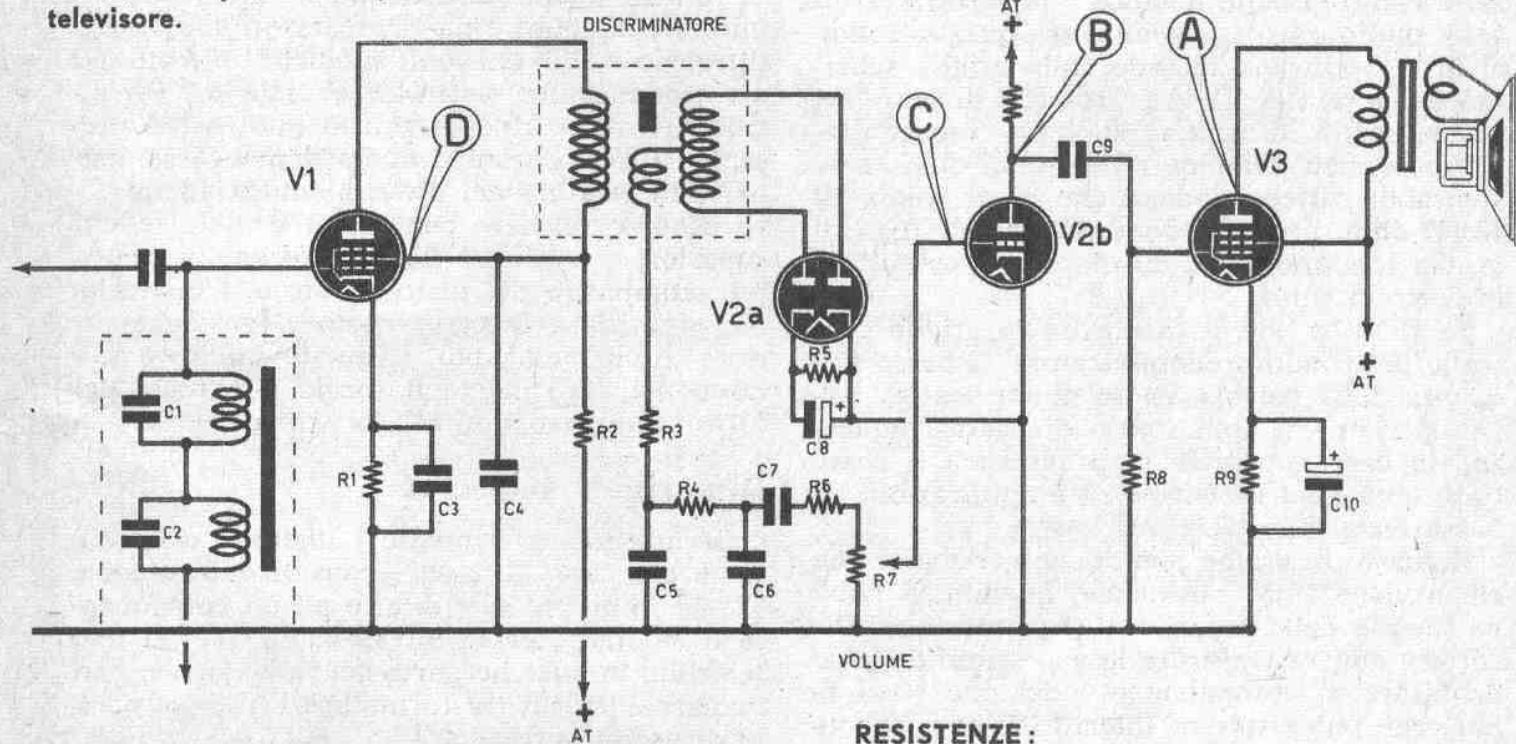 televisore.
DISCRIMINATORE
AT
+
B
A
D
C
C9
V1
V3
V2b
V2a
R5
C8
+
+
AT
C1
R2
R3
R1
C3
C4
R4
C7
R6
R8
R9
+
C10
C2
C5
C6
R7
VOLUME
+
AT
RESISTENZE: